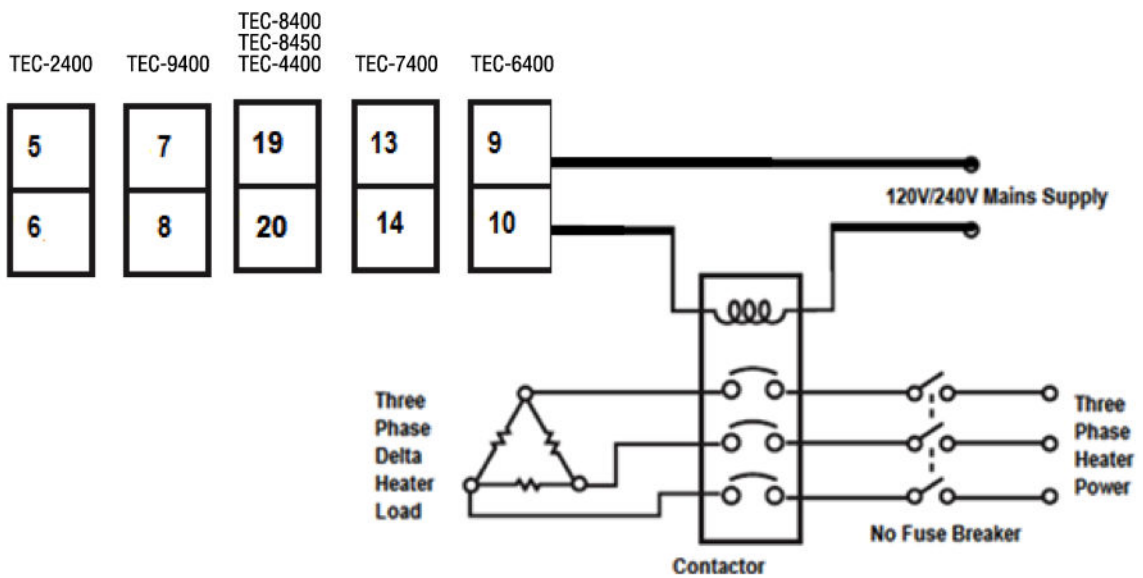 TEC-8400
TEC-8450
TEC-2400 TEC-9400 TEC-4400 TEC-7400 TEC-6400
5 7 19 13 9
6 8 20 14 10
120V/240V Mains Supply
Three
Phase
Delta
Heater
Load
Three
Phase
Heater
Power
No Fuse Breaker
Contactor